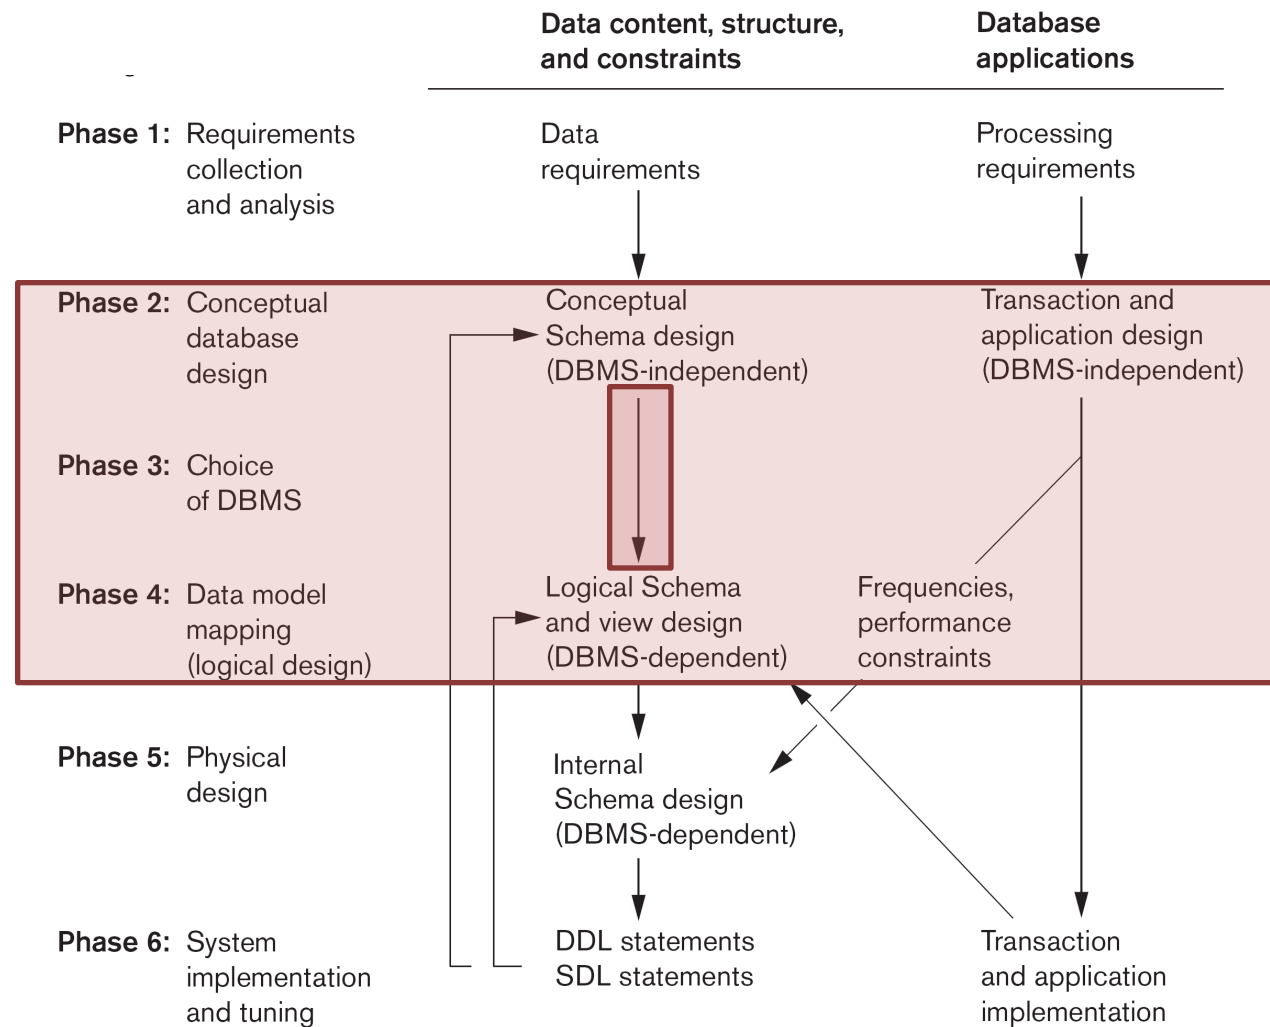 Data content, structure,
and constraints
Database
applications
Phase 1: Requirements
collection
and analysis
Data
requirements
Processing
requirements
Phase 2: Conceptual
database
design
Conceptual
Schema design
(DBMS-independent)
Transaction and
application design
(DBMS-independent)
Phase 3: Choice
of DBMS
Phase 4: Data model
mapping
(logical design)
Logical Schema
and view design
(DBMS-dependent)
Frequencies,
performance
constraints
Phase 5: Physical
design
Internal
Schema design
(DBMS-dependent)
Phase 6: System
implementation
and tuning
DDL statements
SDL statements
Transaction
and application
implementation